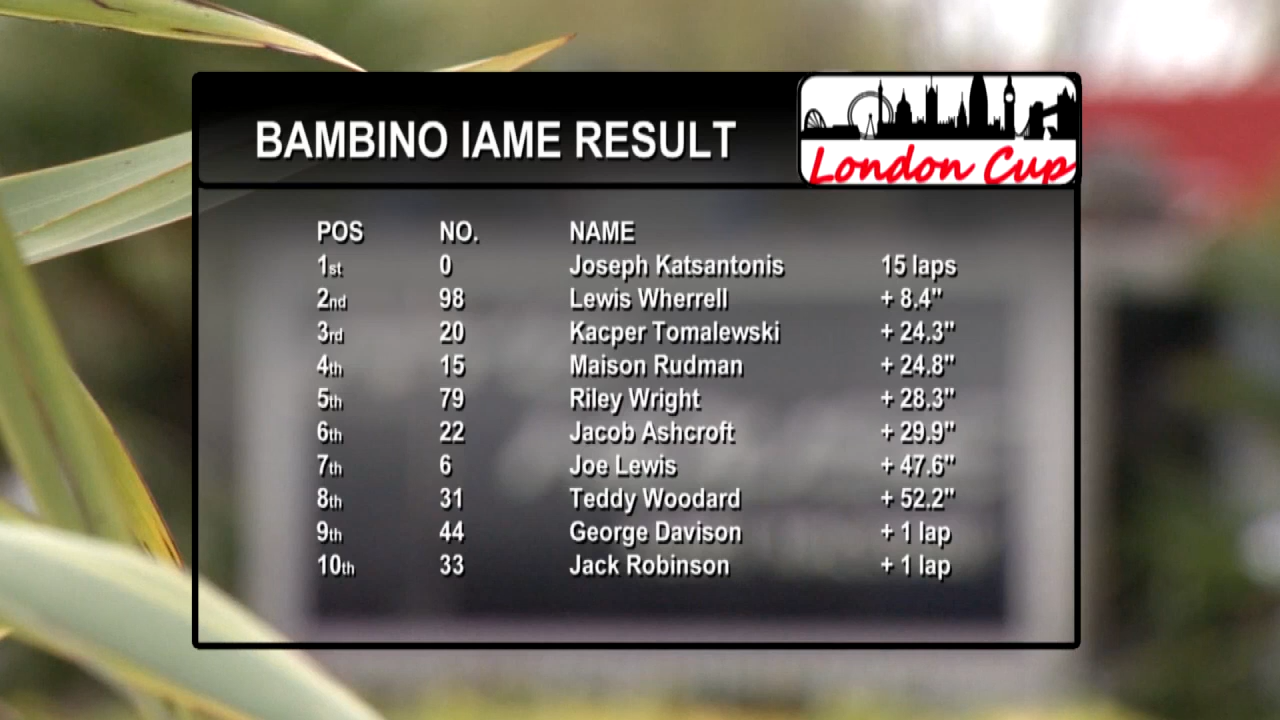 BAMBINO IAME RESULT
London Cup
POS NO. NAME
1st 0 Joseph Katsantonis 15 laps
2nd 98 Lewis Wherrell + 8.4"
3rd 20 Kacper Tomalewski + 24.3"
4th 15 Maison Rudman + 24.8"
5th 79 Riley Wright + 28.3"
6th 22 Jacob Ashcroft + 29.9"
7th 6 Joe Lewis + 47.6"
8th 31 Teddy Woodard + 52.2"
9th 44 George Davison + 1 lap
10th 33 Jack Robinson + 1 lap